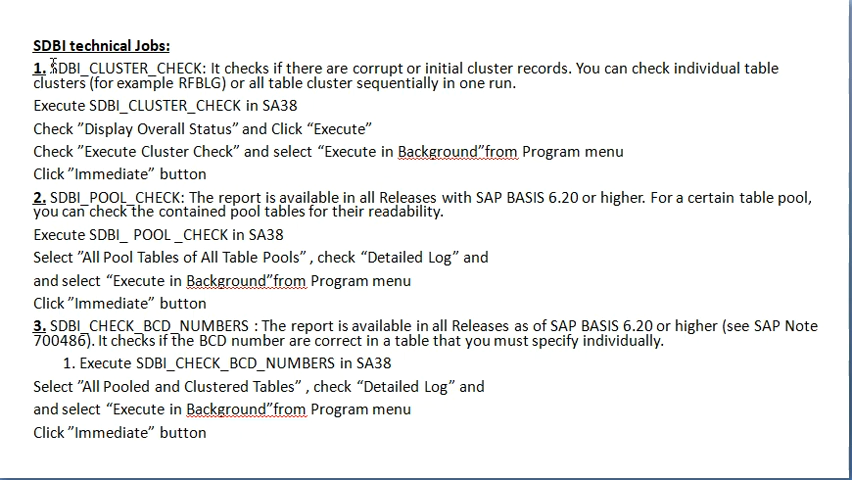 SDBI technical Jobs:
1. SDBI_CLUSTER_CHECK: It checks if there are corrupt or initial cluster records. You can check individual table
clusters (for example RFBLG) or all table cluster sequentially in one run.
Execute SDBI_CLUSTER_CHECK in SA38
Check ”Display Overall Status” and Click “Execute”
Check ”Execute Cluster Check” and select “Execute in Background”from Program menu
Click ”Immediate” button
2. SDBI_POOL_CHECK: The report is available in all Releases with SAP BASIS 6.20 or higher. For a certain table pool,
you can check the contained pool tables for their readability.
Execute SDBI_ POOL _CHECK in SA38
Select ”All Pool Tables of All Table Pools” , check “Detailed Log” and
and select “Execute in Background”from Program menu
Click ”Immediate” button
3. SDBI_CHECK_BCD_NUMBERS : The report is available in all Releases as of SAP BASIS 6.20 or higher (see SAP Note
700486). It checks if the BCD number are correct in a table that you must specify individually.
1. Execute SDBI_CHECK_BCD_NUMBERS in SA38
Select ”All Pooled and Clustered Tables” , check “Detailed Log” and
and select “Execute in Background”from Program menu
Click ”Immediate” button